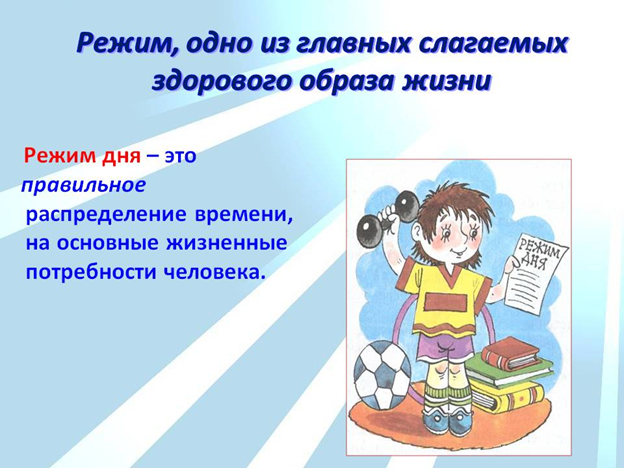 Режим, одно из главных слагаемых
здорового образа жизни
Режим дня – это
правильное
распределение времени,
на основные жизненные
потребности человека.
РЕЖИМ
ДНЯ